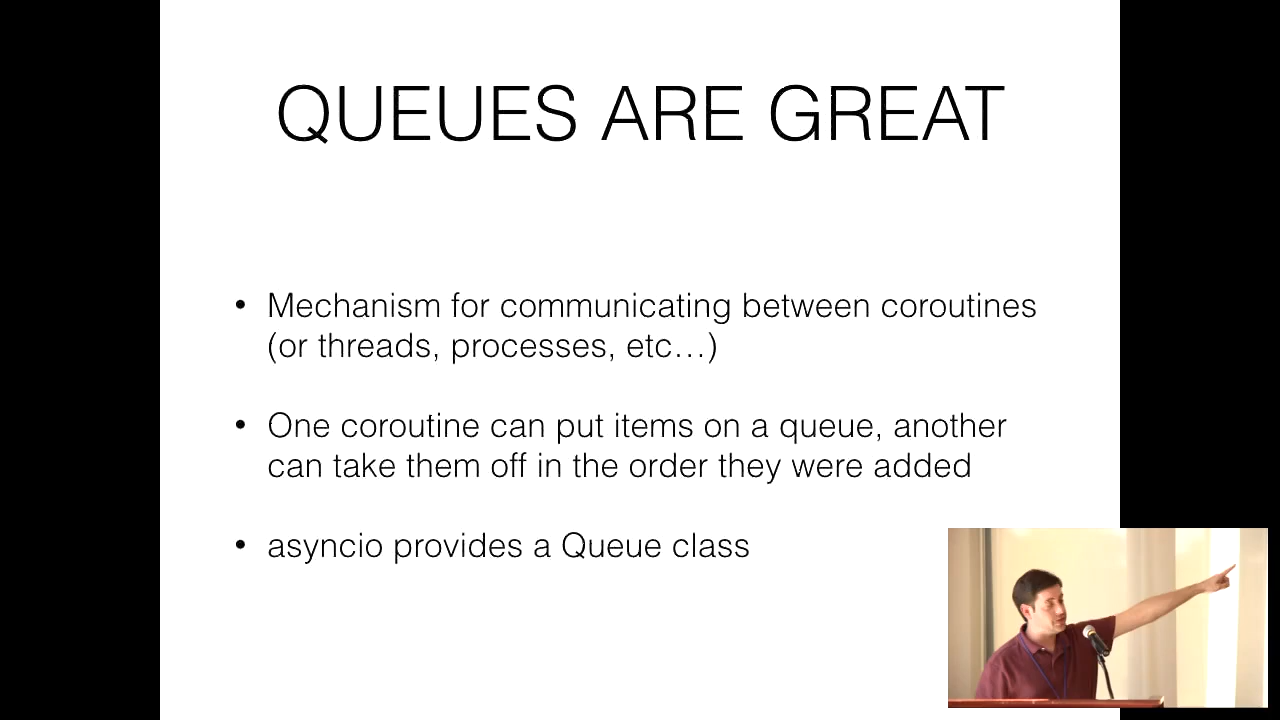 QUEUES ARE GREAT
• Mechanism for communicating between coroutines
(or threads, processes, etc…)
• One coroutine can put items on a queue, another
can take them off in the order they were added
• asyncio provides a Queue class